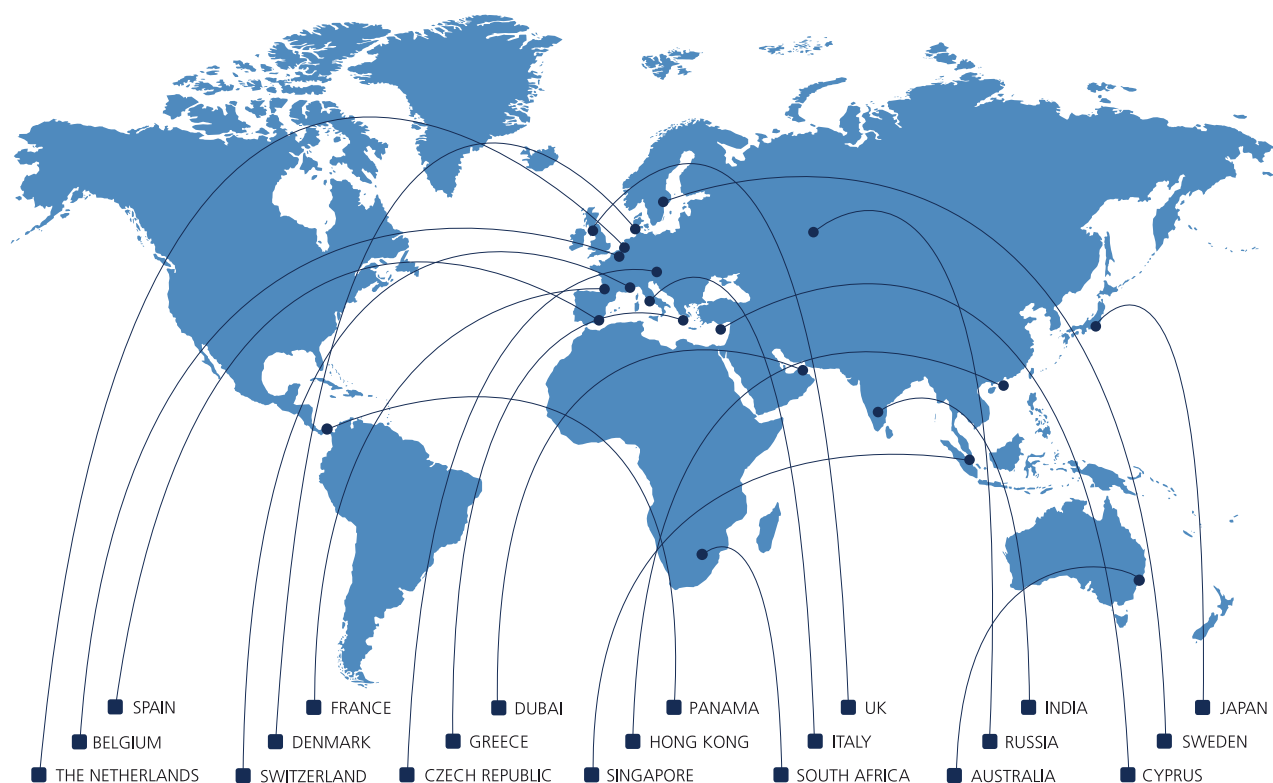 SPAIN FRANCE DUBAI PANAMA UK INDIA JAPAN
BELGIUM DENMARK GREECE HONG KONG ITALY RUSSIA SWEDEN
THE NETHERLANDS SWITZERLAND CZECH REPUBLIC SINGAPORE SOUTH AFRICA AUSTRALIA CYPRUS